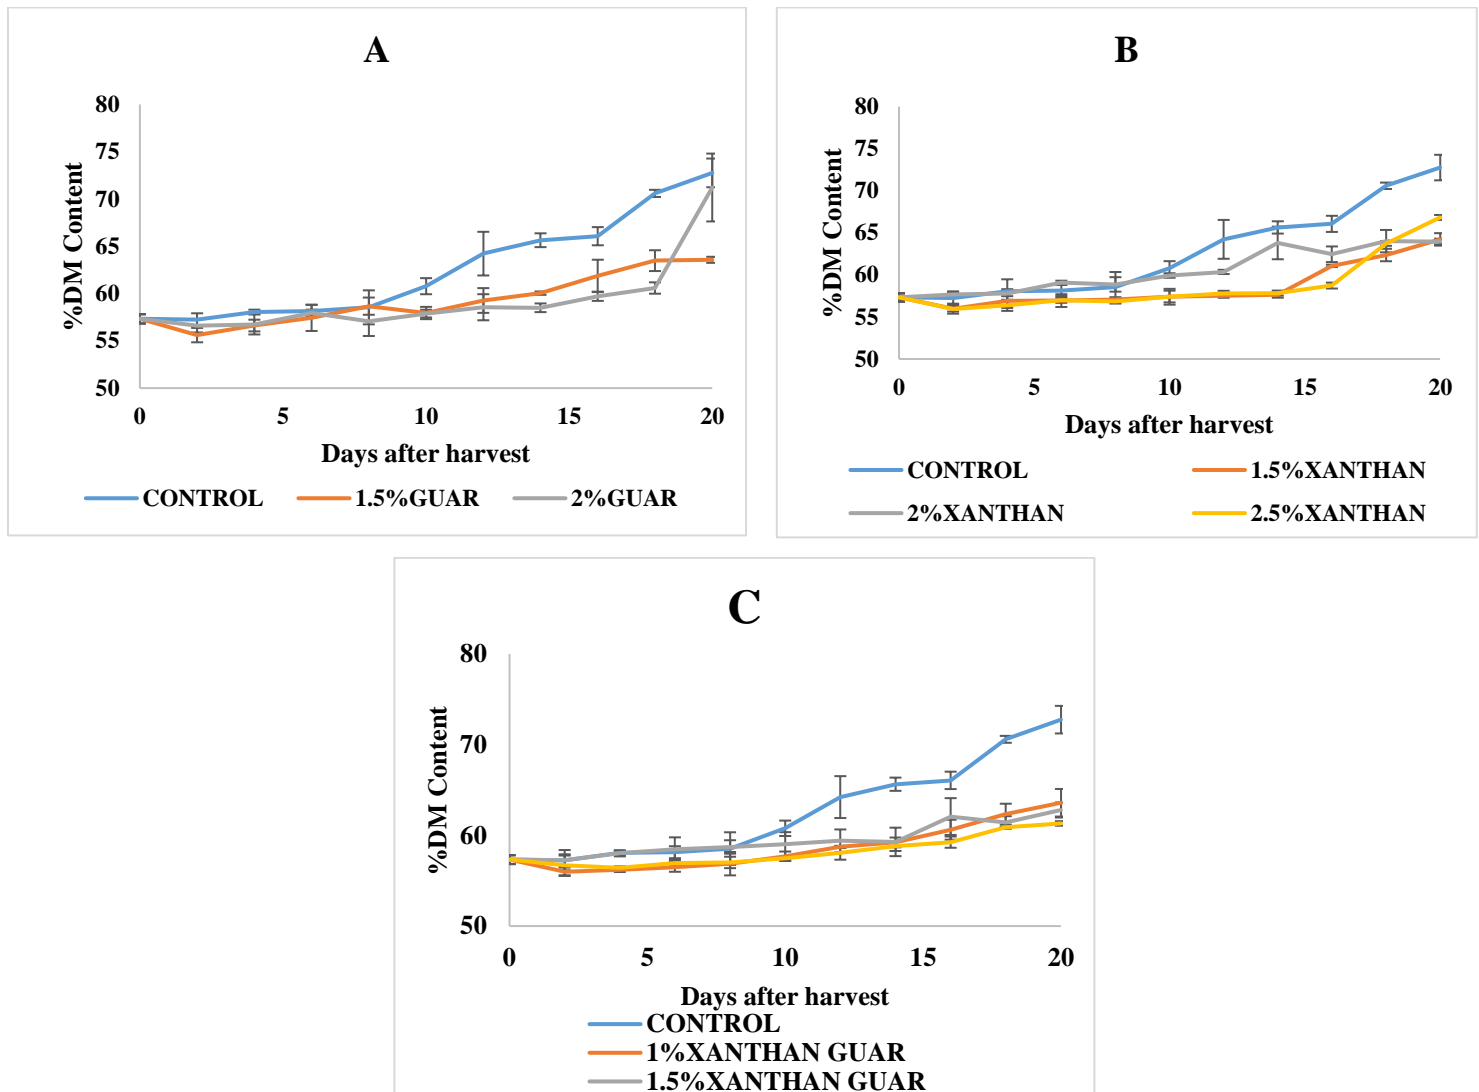 A
%DM Content
80
75
70
65
60
55
50
0 5 10 15 20
Days after harvest
CONTROL 1.5%GUAR 2%GUAR
B
%DM Content
80
75
70
65
60
55
50
0 5 10 15 20
Days after harvest
CONTROL 1.5%XANTHAN
2%XANTHAN 2.5%XANTHAN
C
%DM Content
80
70
60
50
0 5 10 15 20
Days after harvest
CONTROL
1%XANTHAN GUAR
1.5%XANTHAN GUAR